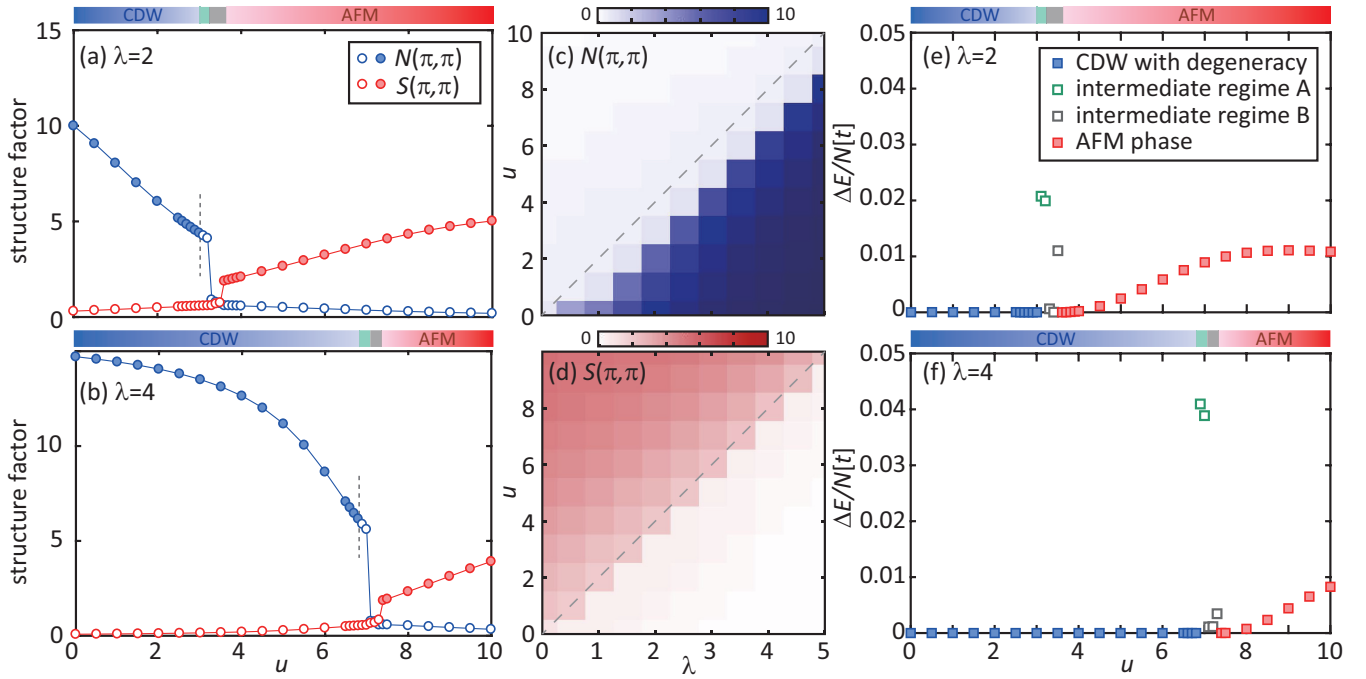 CDW AFM
(a) λ=2
N(π,π)
S(π,π)
structure factor
15
10
5
0
CDW AFM
(b) λ=4
structure factor
10
5
0
0 2 4 6 8 10
u
0 10
(c) N(π,π)
u
10
8
6
4
2
0
0 10
(d) S(π,π)
u
8
6
4
2
0
0 1 2 3 4 5
λ
CDW AFM
(e) λ=2
CDW with degeneracy
intermediate regime A
intermediate regime B
AFM phase
ΔE/N[t]
0.05
0.04
0.03
0.02
0.01
0
CDW AFM
(f) λ=4
ΔE/N[t]
0.05
0.04
0.03
0.02
0.01
0
0 2 4 6 8 10
u